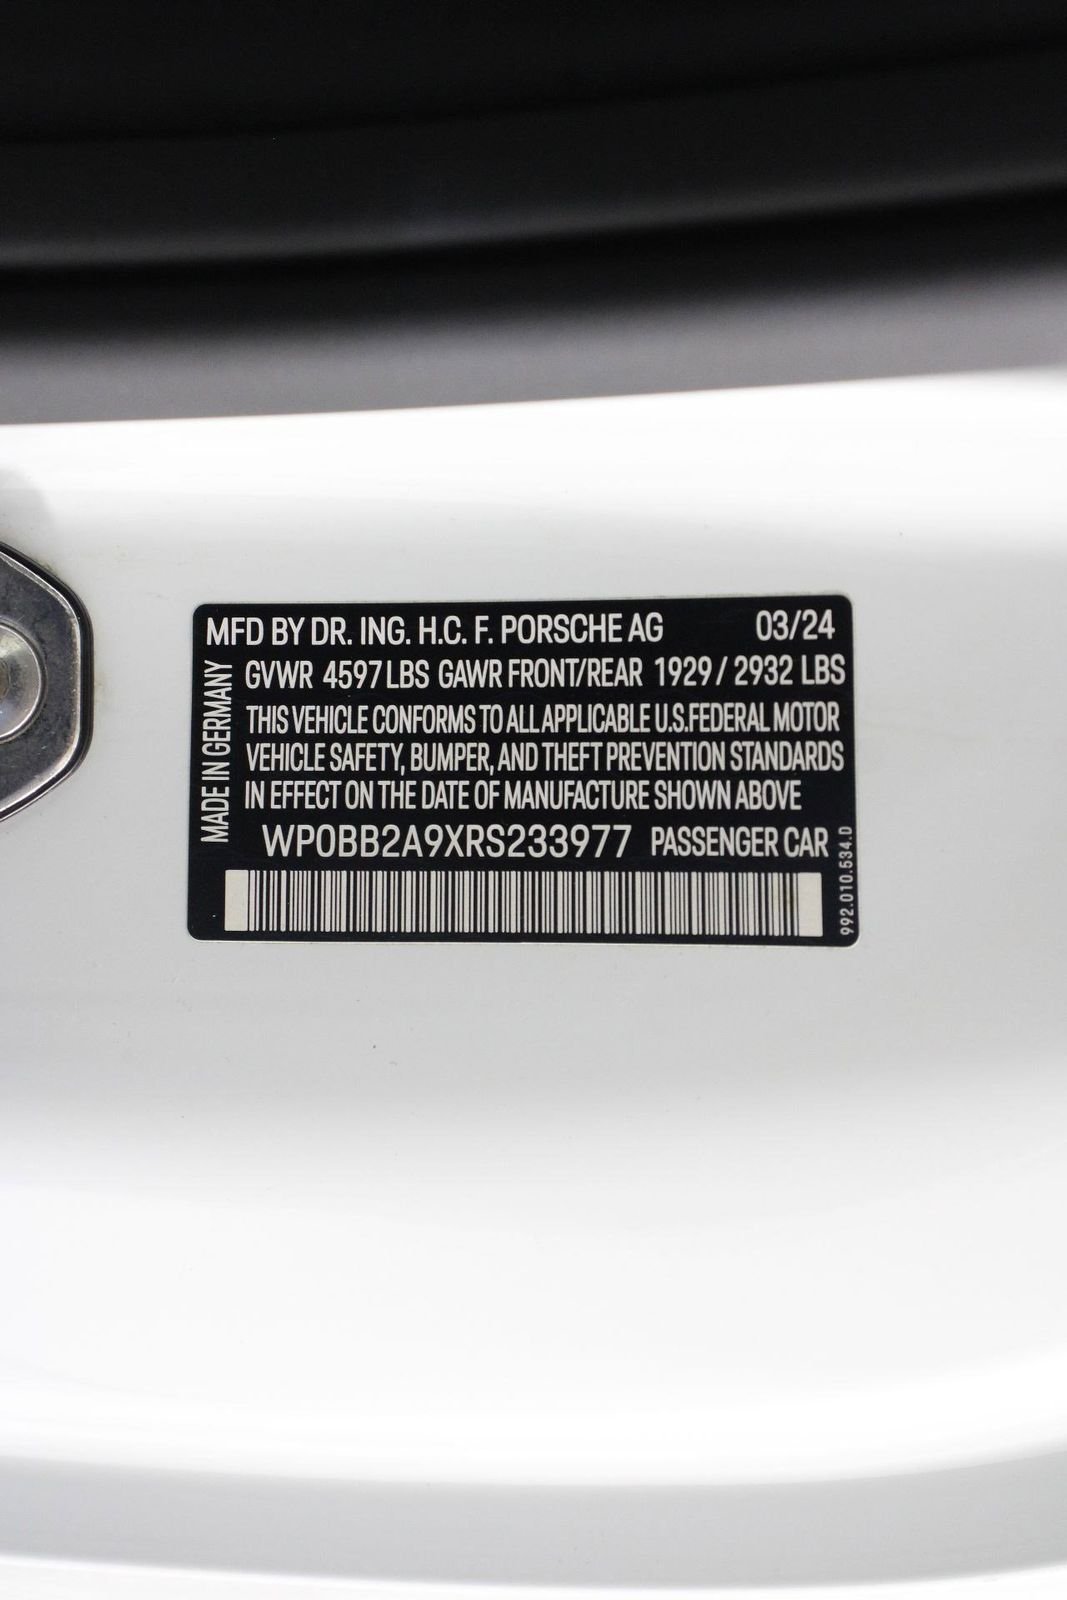 MFD BY DR. ING. H.C. F. PORSCHE AG 03/24
GVWR 4597 LBS GAWR FRONT/REAR 1929 / 2932 LBS
THIS VEHICLE CONFORMS TO ALL APPLICABLE U.S.FEDERAL MOTOR
VEHICLE SAFETY, BUMPER, AND THEFT PREVENTION STANDARDS
IN EFFECT ON THE DATE OF MANUFACTURE SHOWN ABOVE
WP0BB2A9XRS233977 PASSENGER CAR
MADE IN GERMANY
992.010.534.D